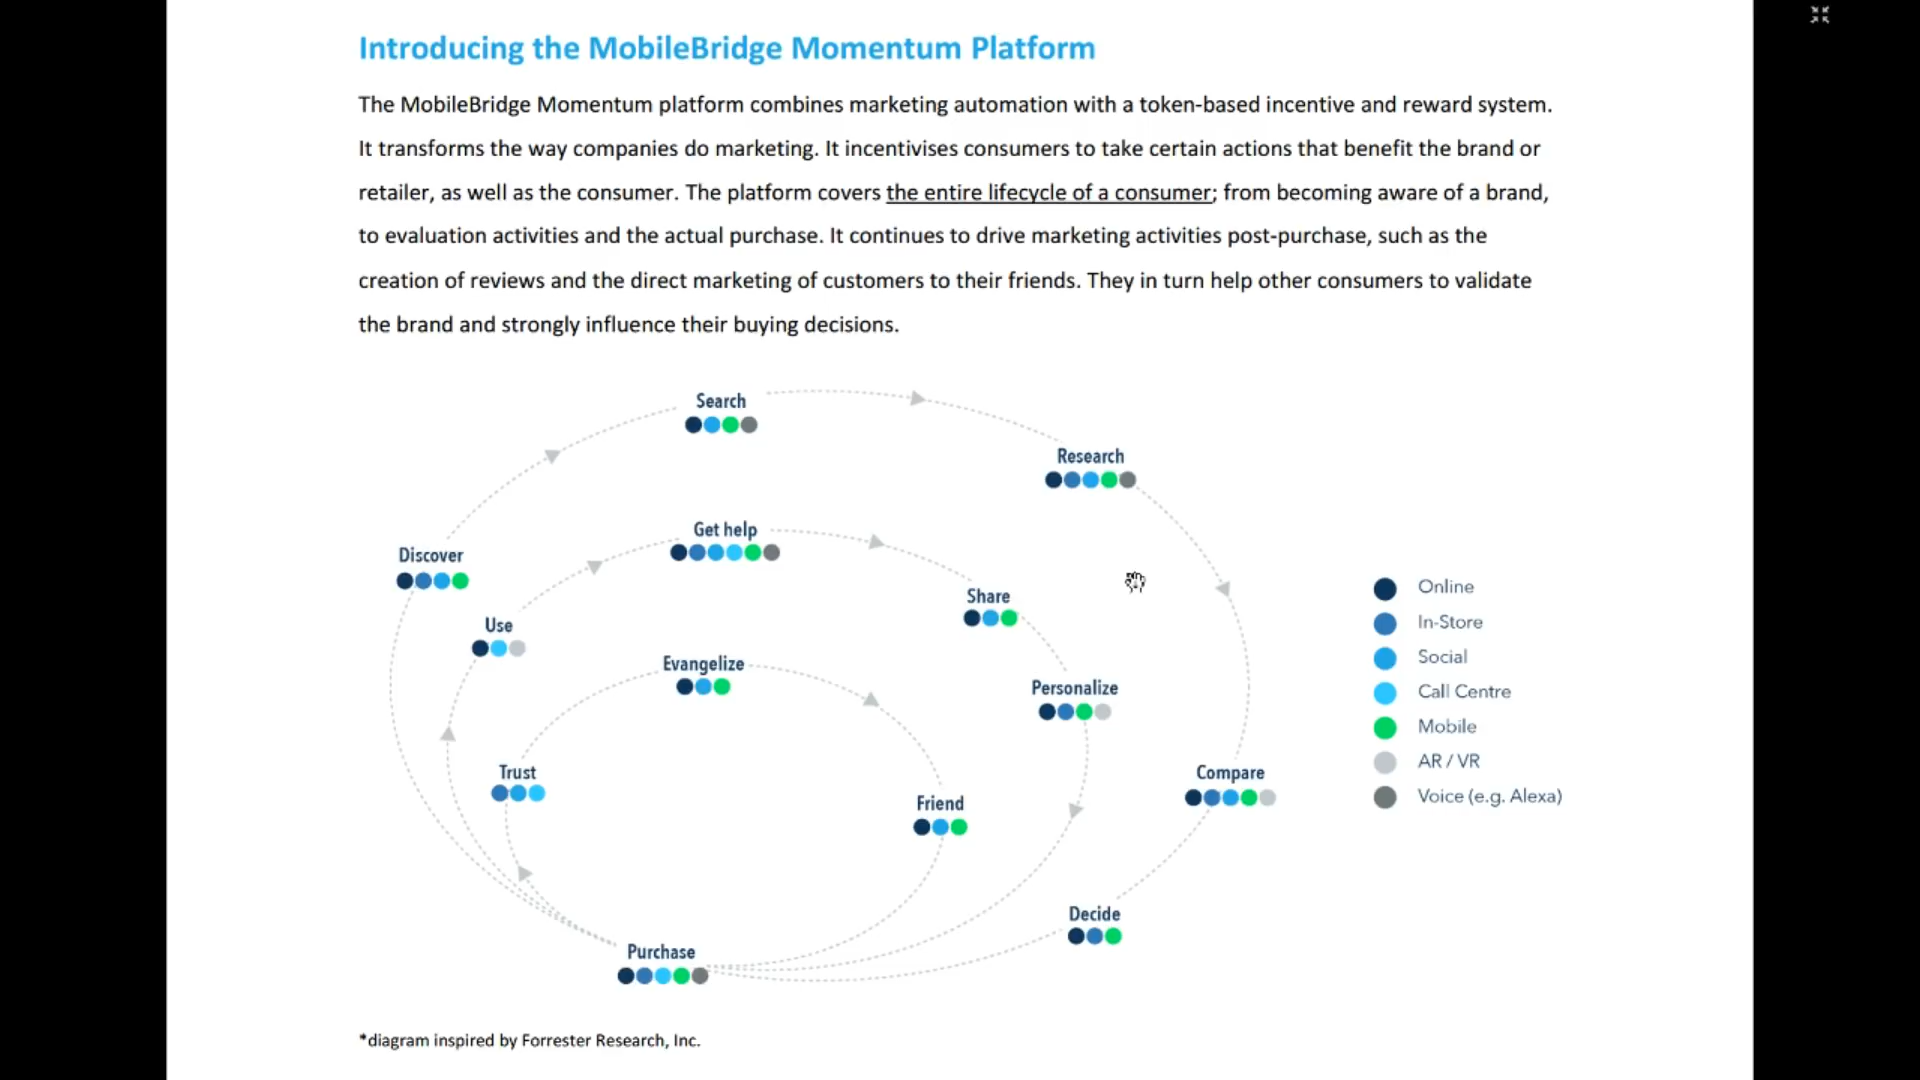 Introducing the MobileBridge Momentum Platform
The MobileBridge Momentum platform combines marketing automation with a token-based incentive and reward system.
It transforms the way companies do marketing. It incentivises consumers to take certain actions that benefit the brand or
retailer, as well as the consumer. The platform covers the entire lifecycle of a consumer; from becoming aware of a brand,
to evaluation activities and the actual purchase. It continues to drive marketing activities post-purchase, such as the
creation of reviews and the direct marketing of customers to their friends. They in turn help other consumers to validate
the brand and strongly influence their buying decisions.
Search
Research
Get help
Discover
Share
Use
Evangelize
Personalize
Trust
Compare
Friend
Decide
Purchase
Online
In-Store
Social
Call Centre
Mobile
AR / VR
Voice (e.g. Alexa)
*diagram inspired by Forrester Research, Inc.